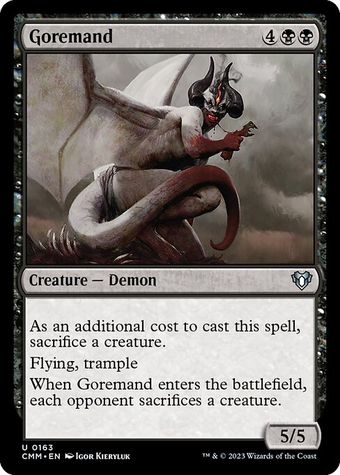 Goremand 4
Creature — Demon
As an additional cost to cast this spell,
sacrifice a creature.
Flying, trample
When Goremand enters the battlefield,
each opponent sacrifices a creature.
5/5
U 0163
CMM • EN Igor Kieryluk
™ & © 2023 Wizards of the Coast